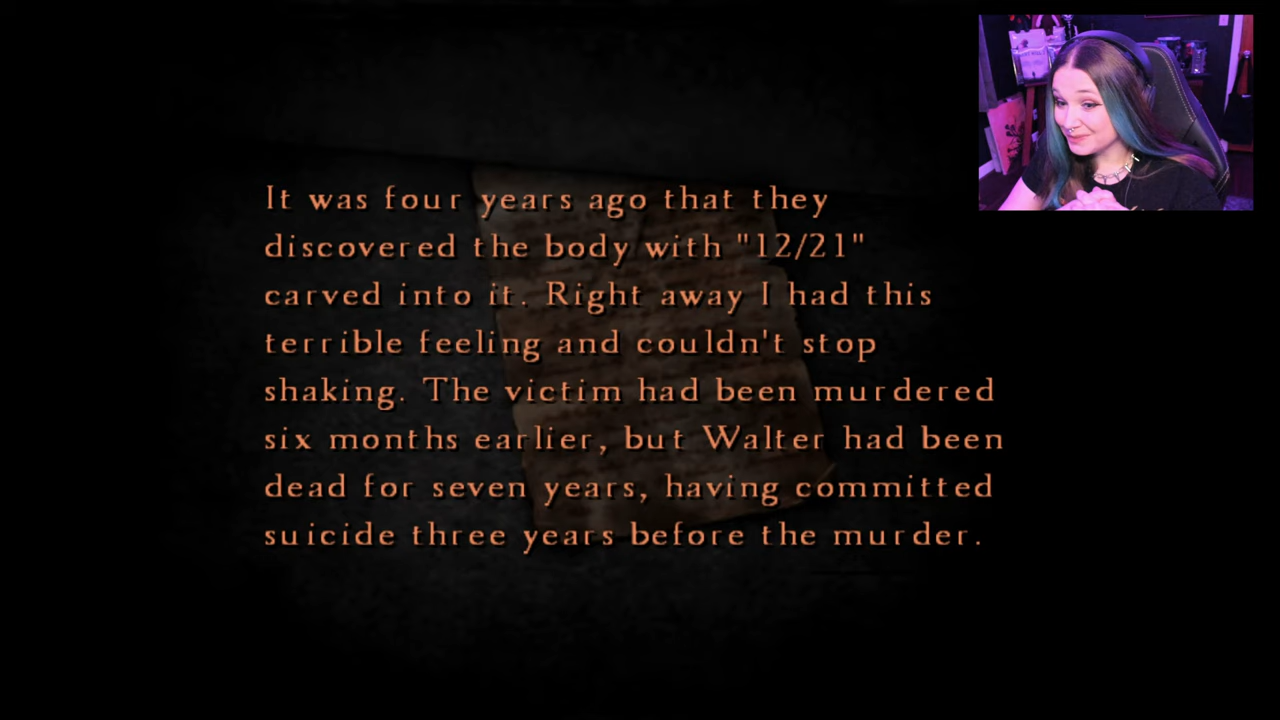 It was four years ago that they
discovered the body with "12/21"
carved into it. Right away I had this
terrible feeling and couldn't stop
shaking. The victim had been murdered
six months earlier, but Walter had been
dead for seven years, having committed
suicide three years before the murder.